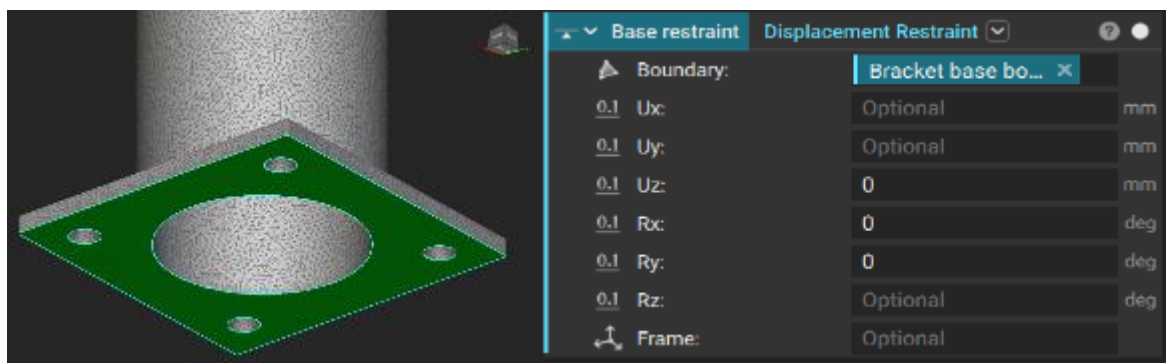 Base restraint Displacement Restraint
Boundary: Bracket base bo...
0.1 Ux: Optional mm
0.1 Uy: Optional mm
0.1 Uz: 0 mm
0.1 Rx: 0 deg
0.1 Ry: 0 deg
0.1 Rz: Optional deg
Frame: Optional